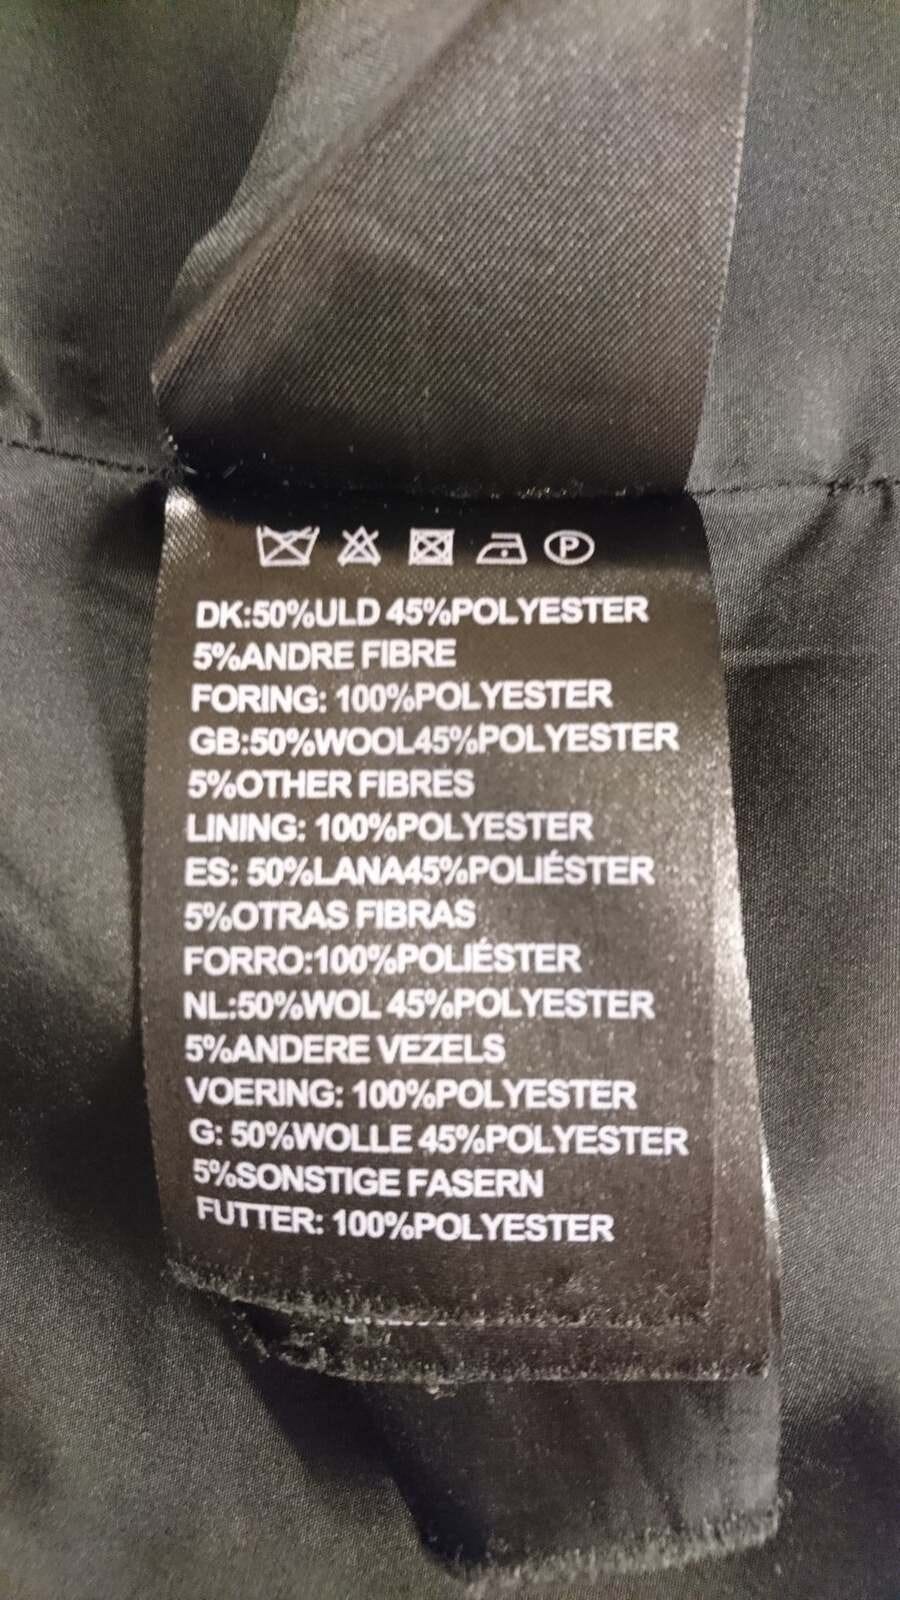 P
DK:50%ULD 45%POLYESTER
5%ANDRE FIBRE
FORING: 100%POLYESTER
GB:50%WOOL45%POLYESTER
5%OTHER FIBRES
LINING: 100%POLYESTER
ES: 50%LANA45%POLIÉSTER
5%OTRAS FIBRAS
FORRO:100%POLIÉSTER
NL:50%WOL 45%POLYESTER
5%ANDERE VEZELS
VOERING: 100%POLYESTER
G: 50%WOLLE 45%POLYESTER
5%SONSTIGE FASERN
FUTTER: 100%POLYESTER